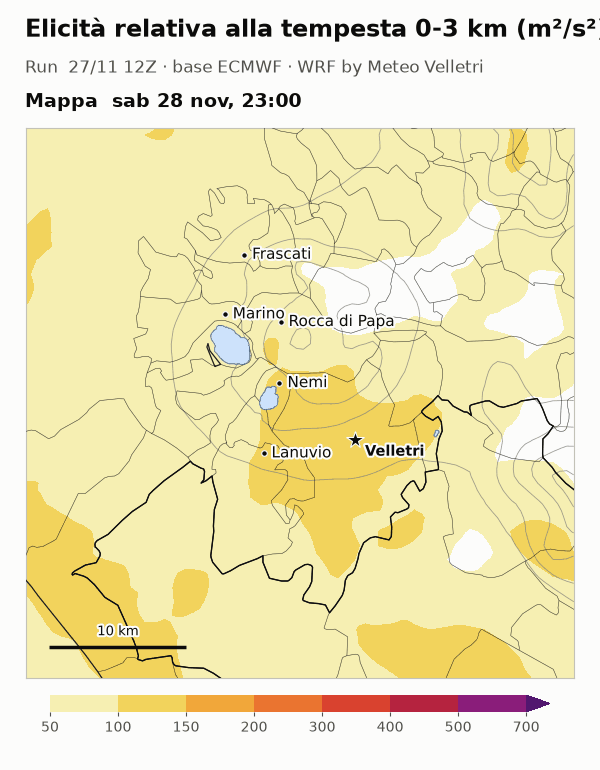 Elicità relativa alla tempesta 0-3 km (m²/s²)
Run 27/11 12Z · base ECMWF · WRF by Meteo Velletri
Mappa sab 28 nov, 23:00
Frascati
Marino
Rocca di Papa
Nemi
Velletri
Lanuvio
10 km
50 100 150 200 300 400 500 700